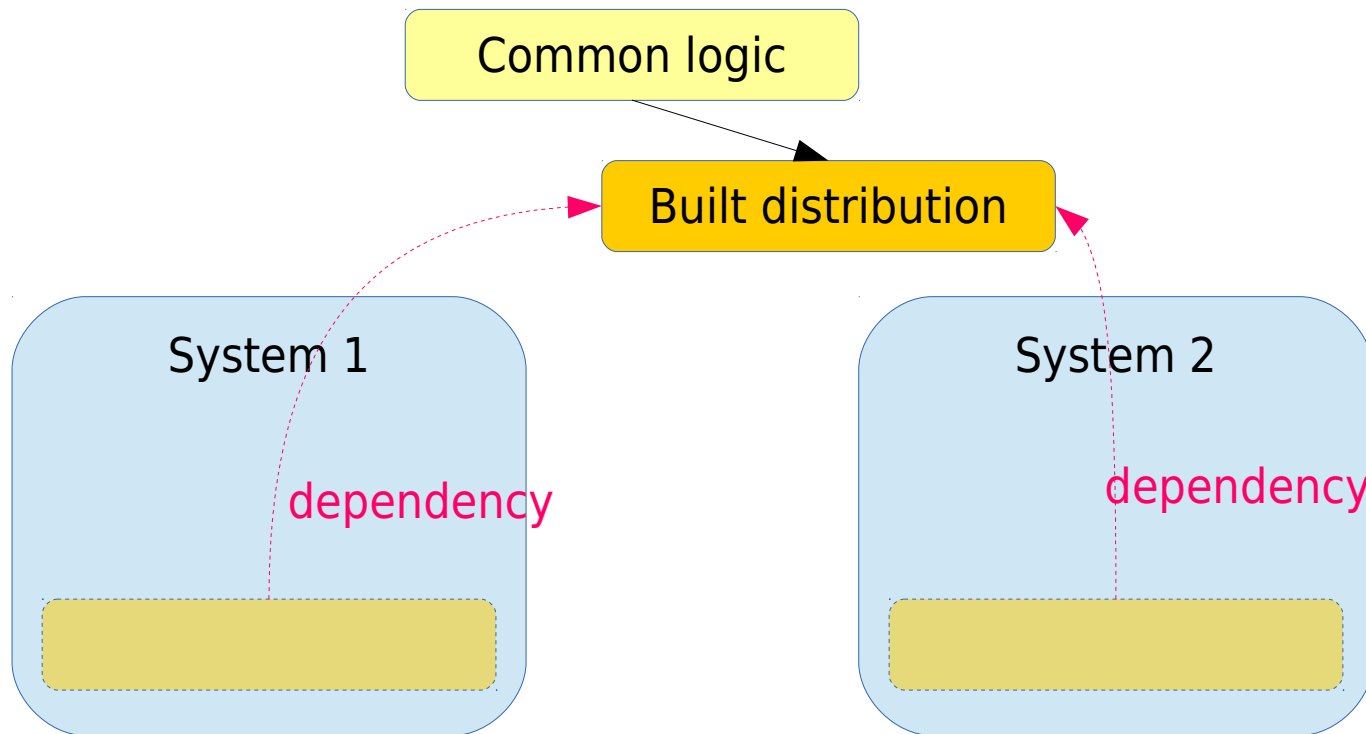 Common logic
Built distribution
System 1
System 2
dependency
dependency